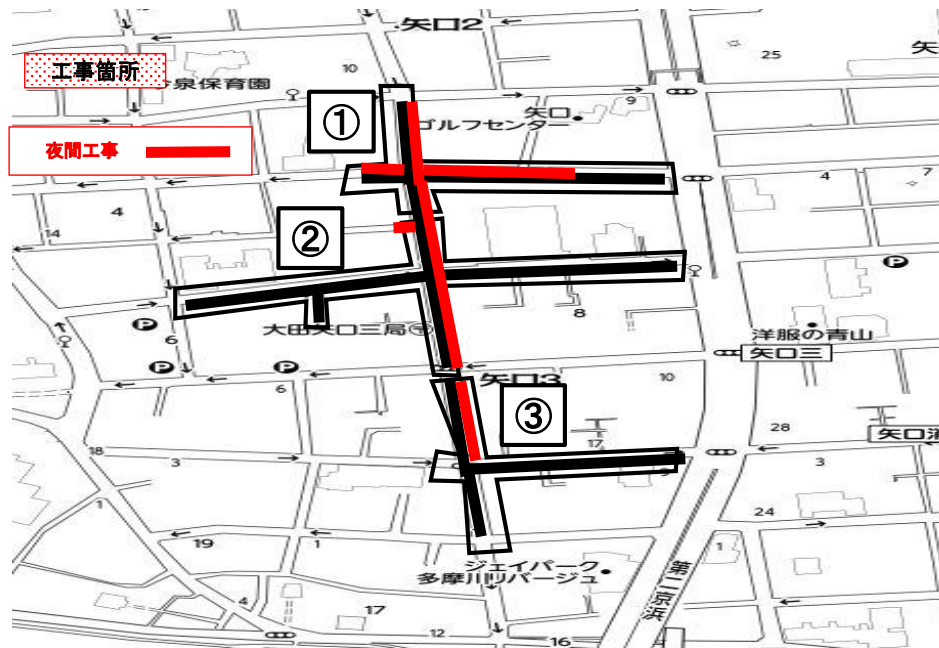 矢口2
25
矢
工事箇所
10
泉保育園
9
矢口
ゴルフセンター
①
夜間工事
4
7
4
②
14
P
8
大田矢口三局
P
6
洋服の青山
矢口三
P
P
6
矢口3
10
③
28
17
矢口消
18
3
9
3
1
24
19
1
1
ジェイパーク
多摩川リバージュ
第二京浜
4
17
12
16